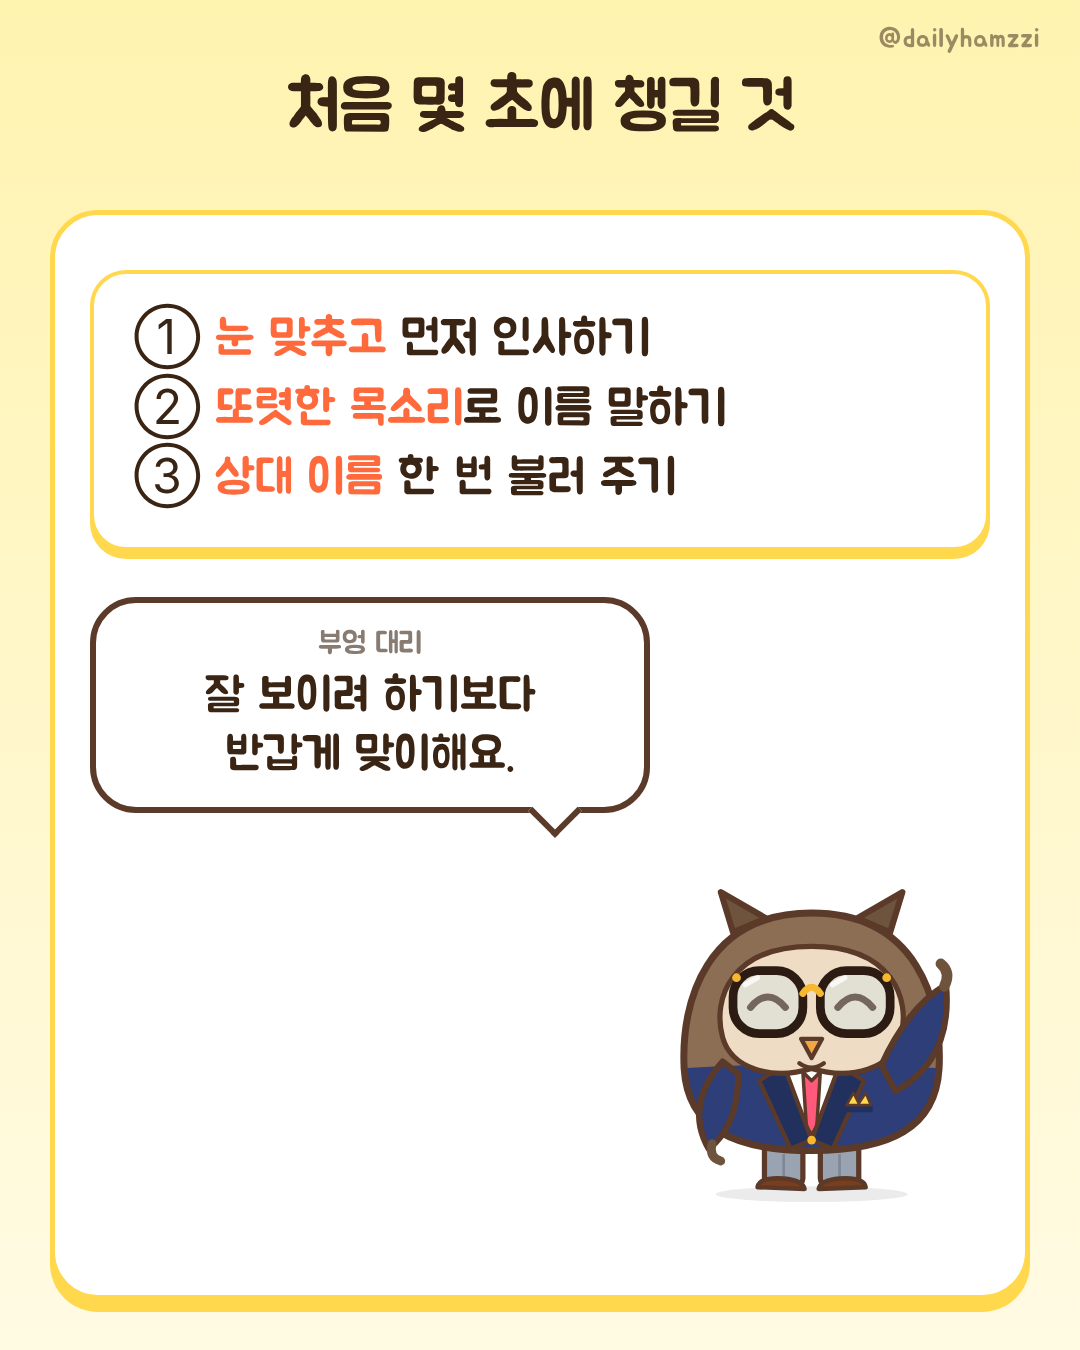 @dailyhamzzi
처음 몇 초에 챙길 것
① 눈 맞추고 먼저 인사하기
② 또렷한 목소리로 이름 말하기
③ 상대 이름 한 번 불러 주기
부엉 대리
잘 보이려 하기보다
반갑게 맞이해요.